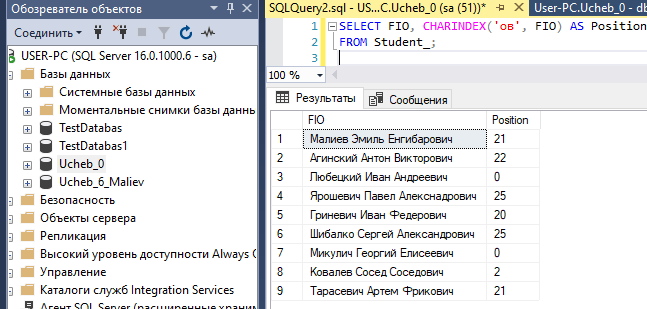 Обозреватель объектов
Соединить
USER-PC (SQL Server 16.0.1000.6 - sa)
Базы данных
Системные базы данных
Моментальные снимки базы данны
TestDatabas
TestDatabas1
Ucheb_0
Ucheb_6_Maliev
Безопасность
Объекты сервера
Репликация
Высокий уровень доступности Always O
Управление
Каталоги служб Integration Services
Агент SQL Server (расширенные храним
SQLQuery2.sql - US...C.Ucheb_0 (sa (51))*
User-PC.Ucheb_0 - db
1 SELECT FIO, CHARINDEX('ов', FIO) AS Position
2 FROM Student_;
3
100 %
Результаты Сообщения
FIO Position
1 Малиев Эмиль Енгибарович 21
2 Агинский Антон Викторович 22
3 Любецкий Иван Андреевич 0
4 Ярошевич Павел Алекснадрович 25
5 Гриневич Иван Федерович 20
6 Шибалко Сергей Александрович 25
7 Микулич Георгий Елисеевич 0
8 Ковалев Сосед Соседович 2
9 Тарасевич Артем Фрикович 21